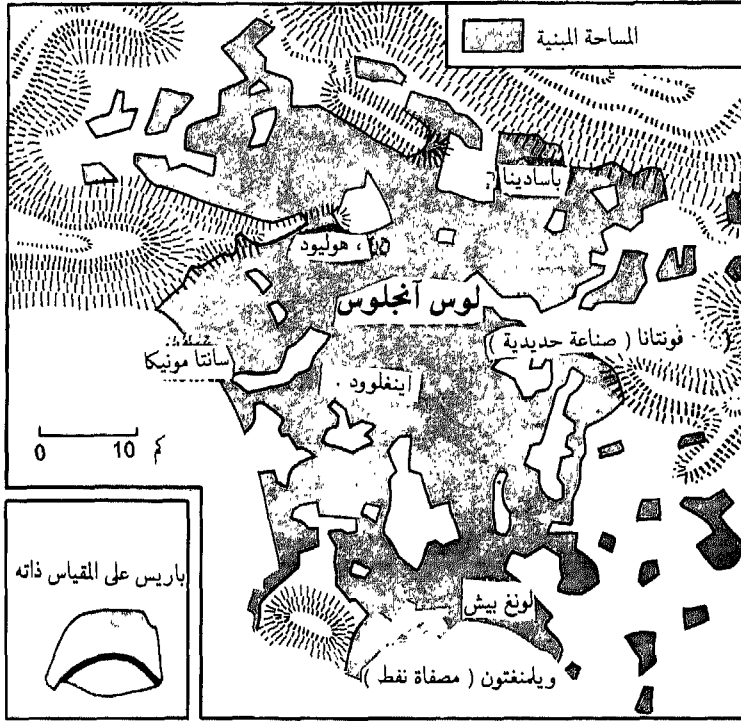 المساحة المبنية
باسادينا
هوليود
لوس آنجلوس
فونتانا ( صناعة حديدية )
سانتا مونيكا
اينغلوود
0 10 كم
باريس على المقياس ذاته
لونغ بيش
ويلمنغتون ( مصفاة نفط )